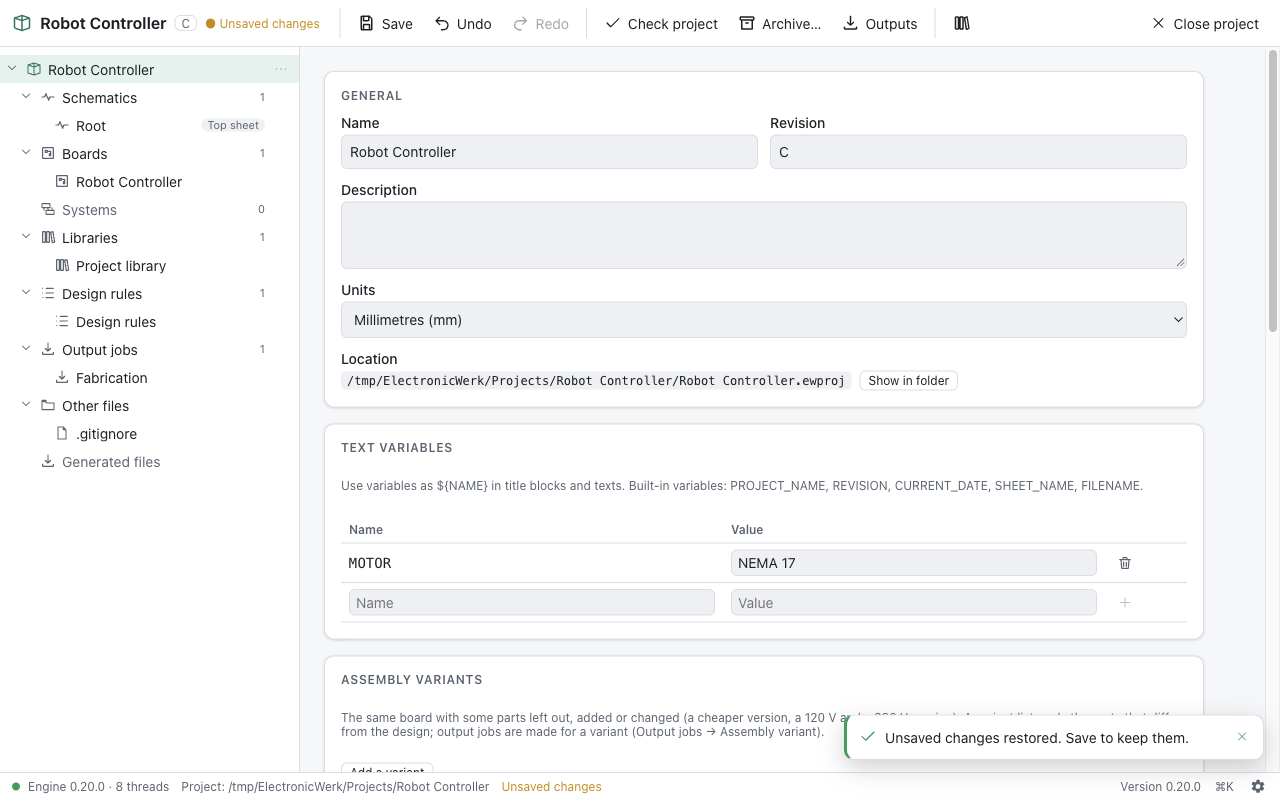 Robot Controller C Unsaved changes Save Undo Redo Check project Archive... Outputs Close project
Robot Controller ...
Schematics 1
Root Top sheet
Boards 1
Robot Controller
Systems 0
Libraries 1
Project library
Design rules 1
Design rules
Output jobs 1
Fabrication
Other files
.gitignore
Generated files
GENERAL
Name Revision
Robot Controller C
Description
Units
Millimetres (mm)
Location
/tmp/ElectronicWerk/Projects/Robot Controller/Robot Controller.ewproj Show in folder
TEXT VARIABLES
Use variables as ${NAME} in title blocks and texts. Built-in variables: PROJECT_NAME, REVISION, CURRENT_DATE, SHEET_NAME, FILENAME.
Name Value
MOTOR NEMA 17
Name Value
ASSEMBLY VARIANTS
The same board with some parts left out, added or changed (a cheaper version, a 120 V
from the design; output jobs are made for a variant (Output jobs → Assembly variant).
Add a variant
Unsaved changes restored. Save to keep them.
Engine 0.20.0 · 8 threads Project: /tmp/ElectronicWerk/Projects/Robot Controller Unsaved changes Version 0.20.0 ⌘K